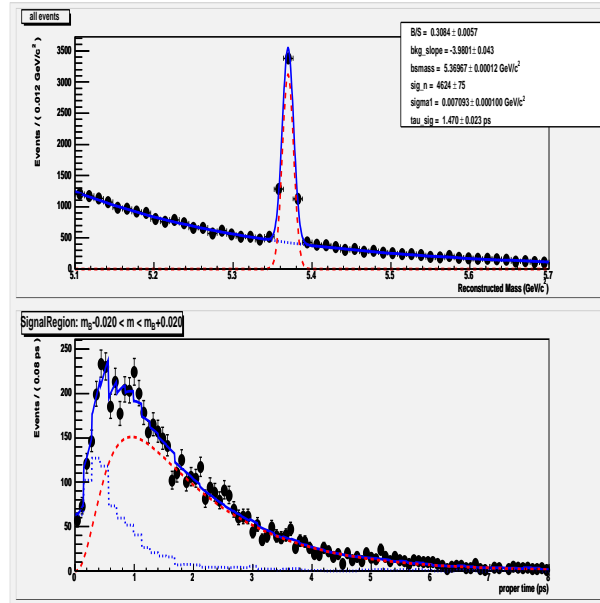 all events
B/S = 0.3084 ± 0.0057
bkg_slope = -3.9801 ± 0.043
bsmass = 5.36967 ± 0.00012 GeV/c²
sig_n = 4624 ± 75
sigma1 = 0.007093 ± 0.000100 GeV/c²
tau_sig = 1.470 ± 0.023 ps
Events / ( 0.012 GeV/c² )
3500
3000
2500
2000
1500
1000
500
0
5.1 5.2 5.3 5.4 5.5 5.6 5.7
Reconstructed Mass (GeV/c )
SignalRegion: m_B-0.020 < m < m_B+0.020
Events / ( 0.08 ps )
250
200
150
100
50
0
0 1 2 3 4 5 6 7 8
proper time (ps)